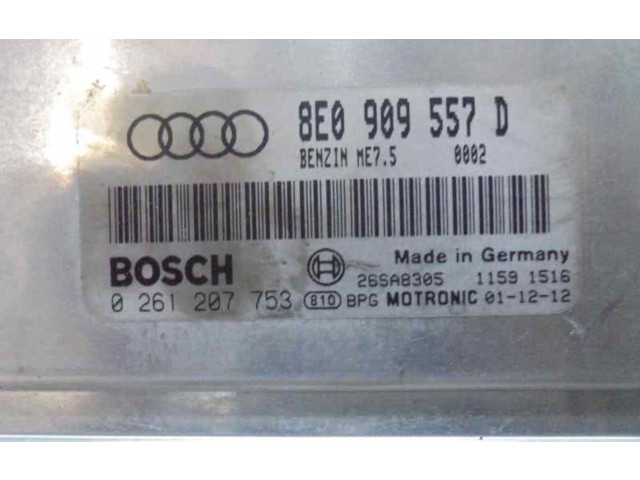 8E0 909 557 D
BENZIN ME7.5 0002
BOSCH
Made in Germany
26SA8305 1159 1516
0 261 207 753 810 BPG MOTRONIC 01-12-12